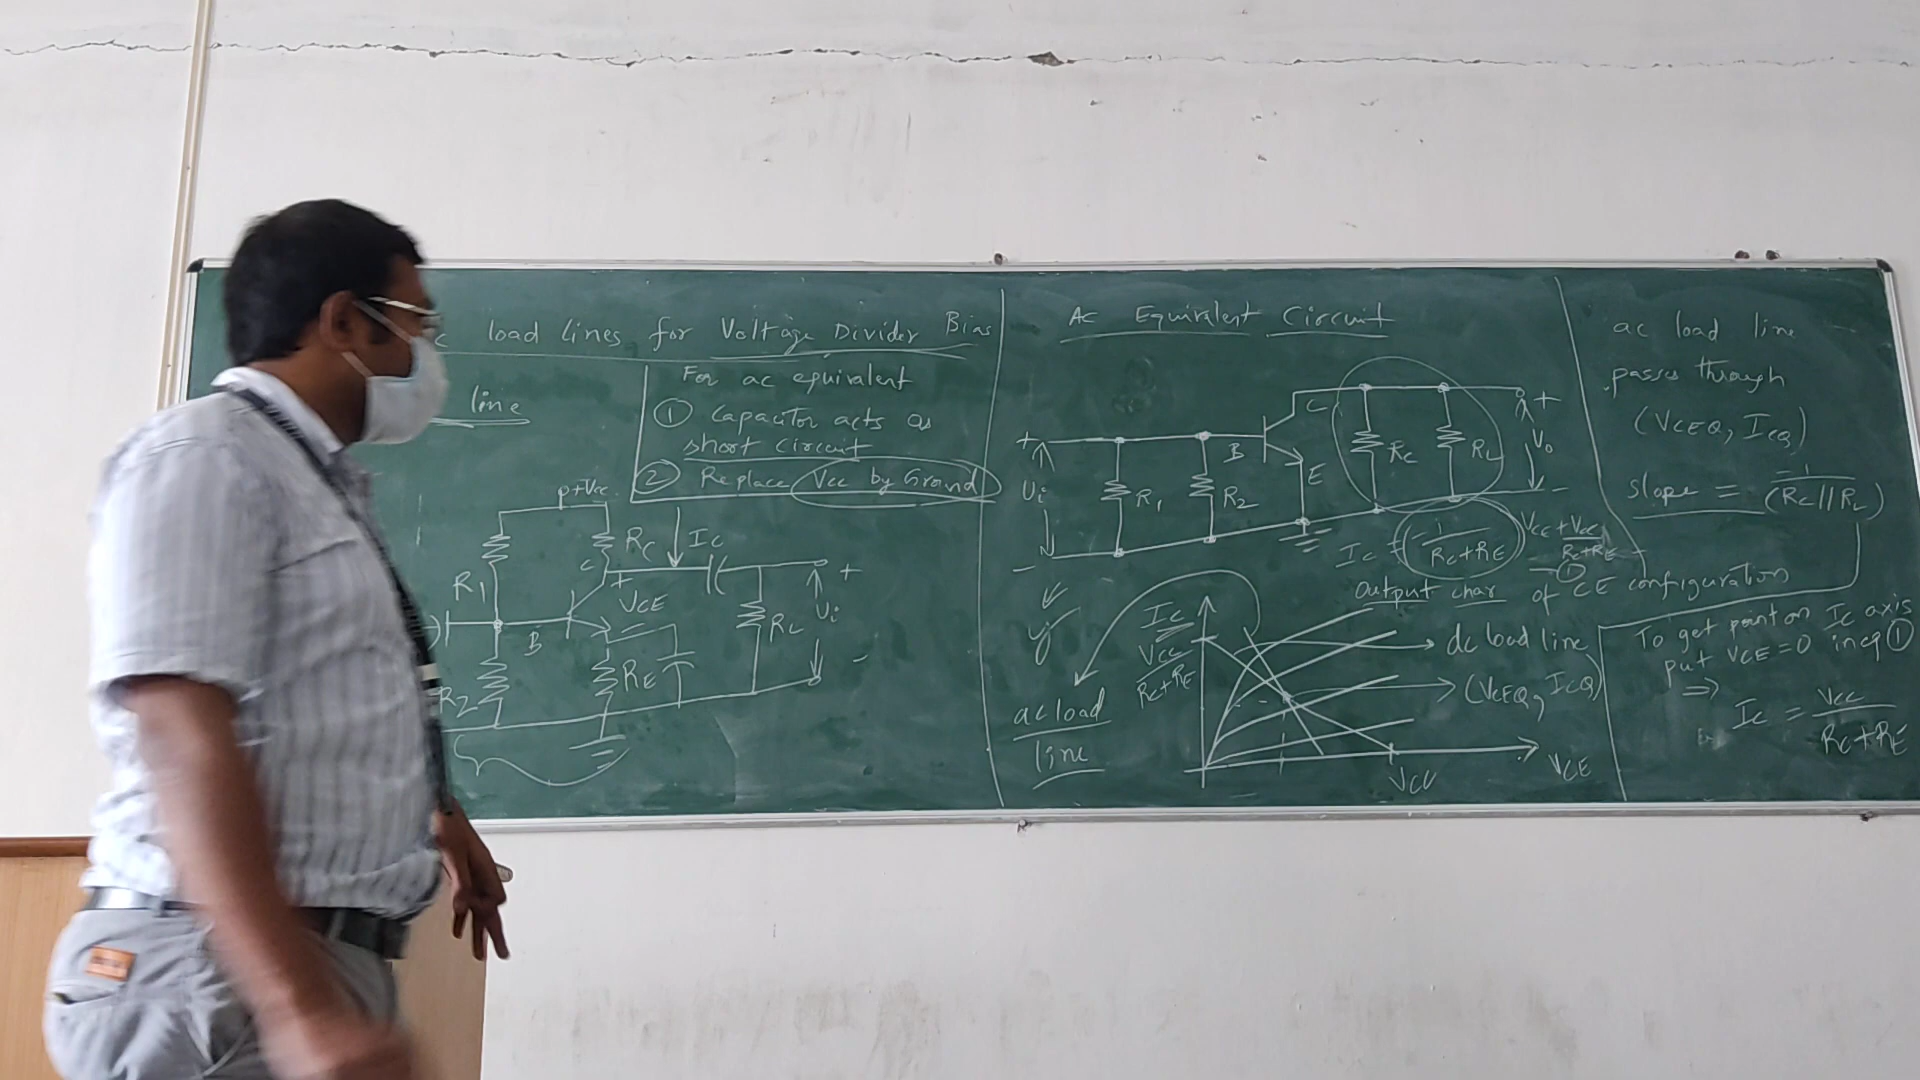 c load lines for Voltage Divider Bias
line
For ac equivalent
① Capacitor acts as
short circuit
② Replace Vcc by Ground
+Vcc
R1
RC
IC
C
+
VCE
B
R2
RE
RL
Vi
+
-
Ac Equivalent Circuit
+
Vi
-
R1
R2
B
C
E
RC
RL
+
Vo
-
IC = (-1/RC+RE) VCE + VCC/RC+RE
— ①
Output char of CE configuration
IC
VCC/RC+RE
dc load line
(VCEQ, ICQ)
ac load
line
VCC
VCE
ac load line
passes through
(VCEQ, ICQ)
slope = -1/(RC||RL)
To get point on IC axis
put VCE=0 in eq ①
⇒
IC = VCC/RC+RE